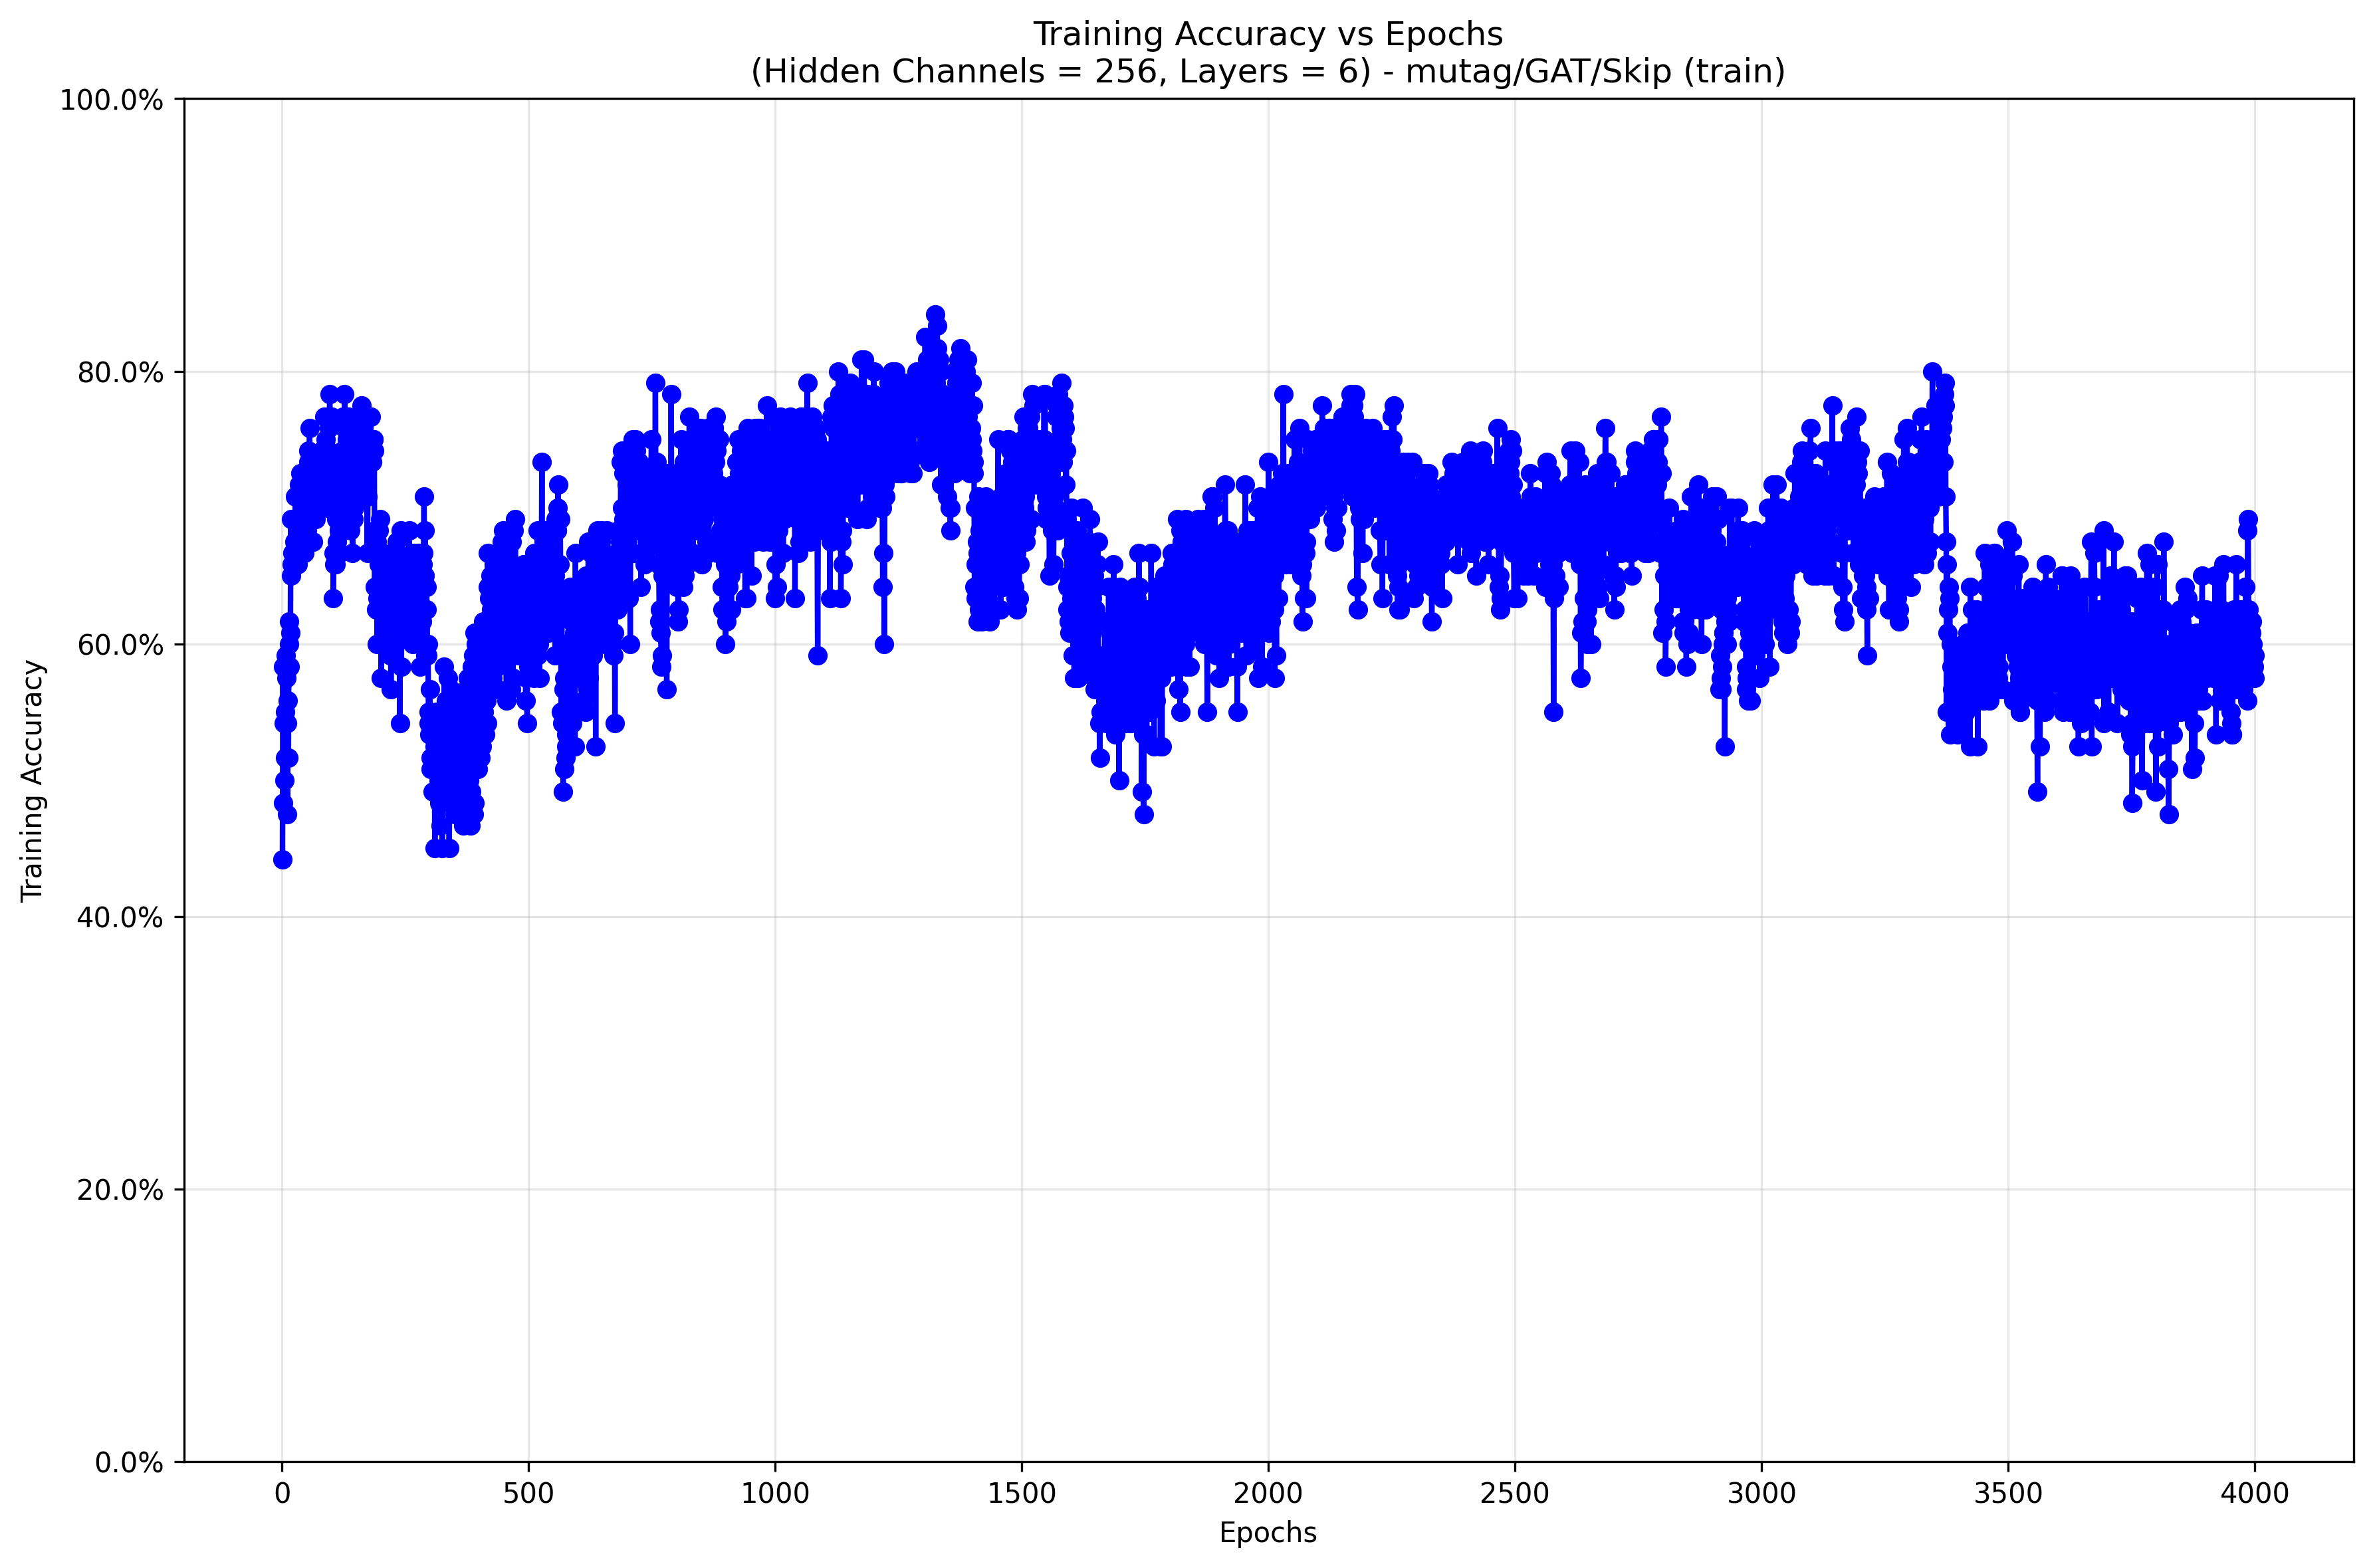 Training Accuracy vs Epochs
(Hidden Channels = 256, Layers = 6) - mutag/GAT/Skip (train)
100.0%
80.0%
60.0%
40.0%
20.0%
0.0%
Training Accuracy
0 500 1000 1500 2000 2500 3000 3500 4000
Epochs